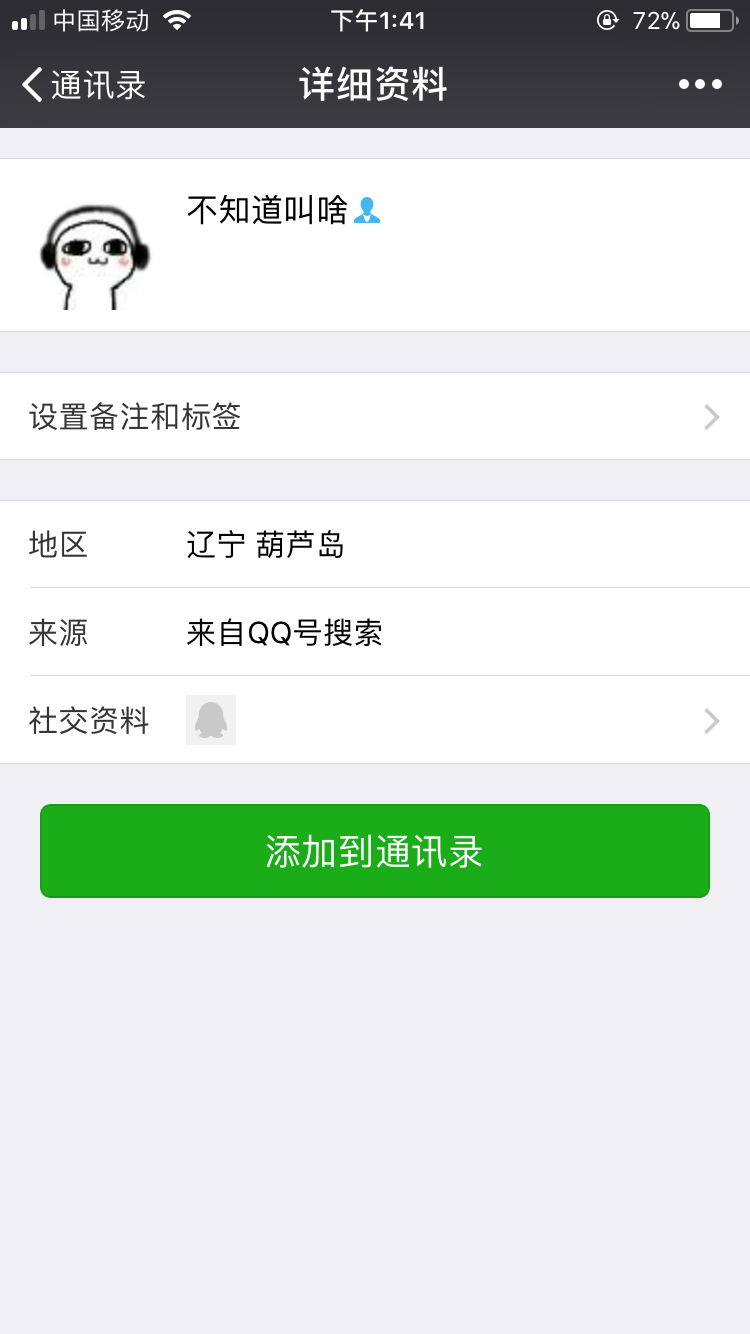 中国移动 下午1:41 72%
通讯录 详细资料
不知道叫啥
设置备注和标签
地区 辽宁 葫芦岛
来源 来自QQ号搜索
社交资料
添加到通讯录